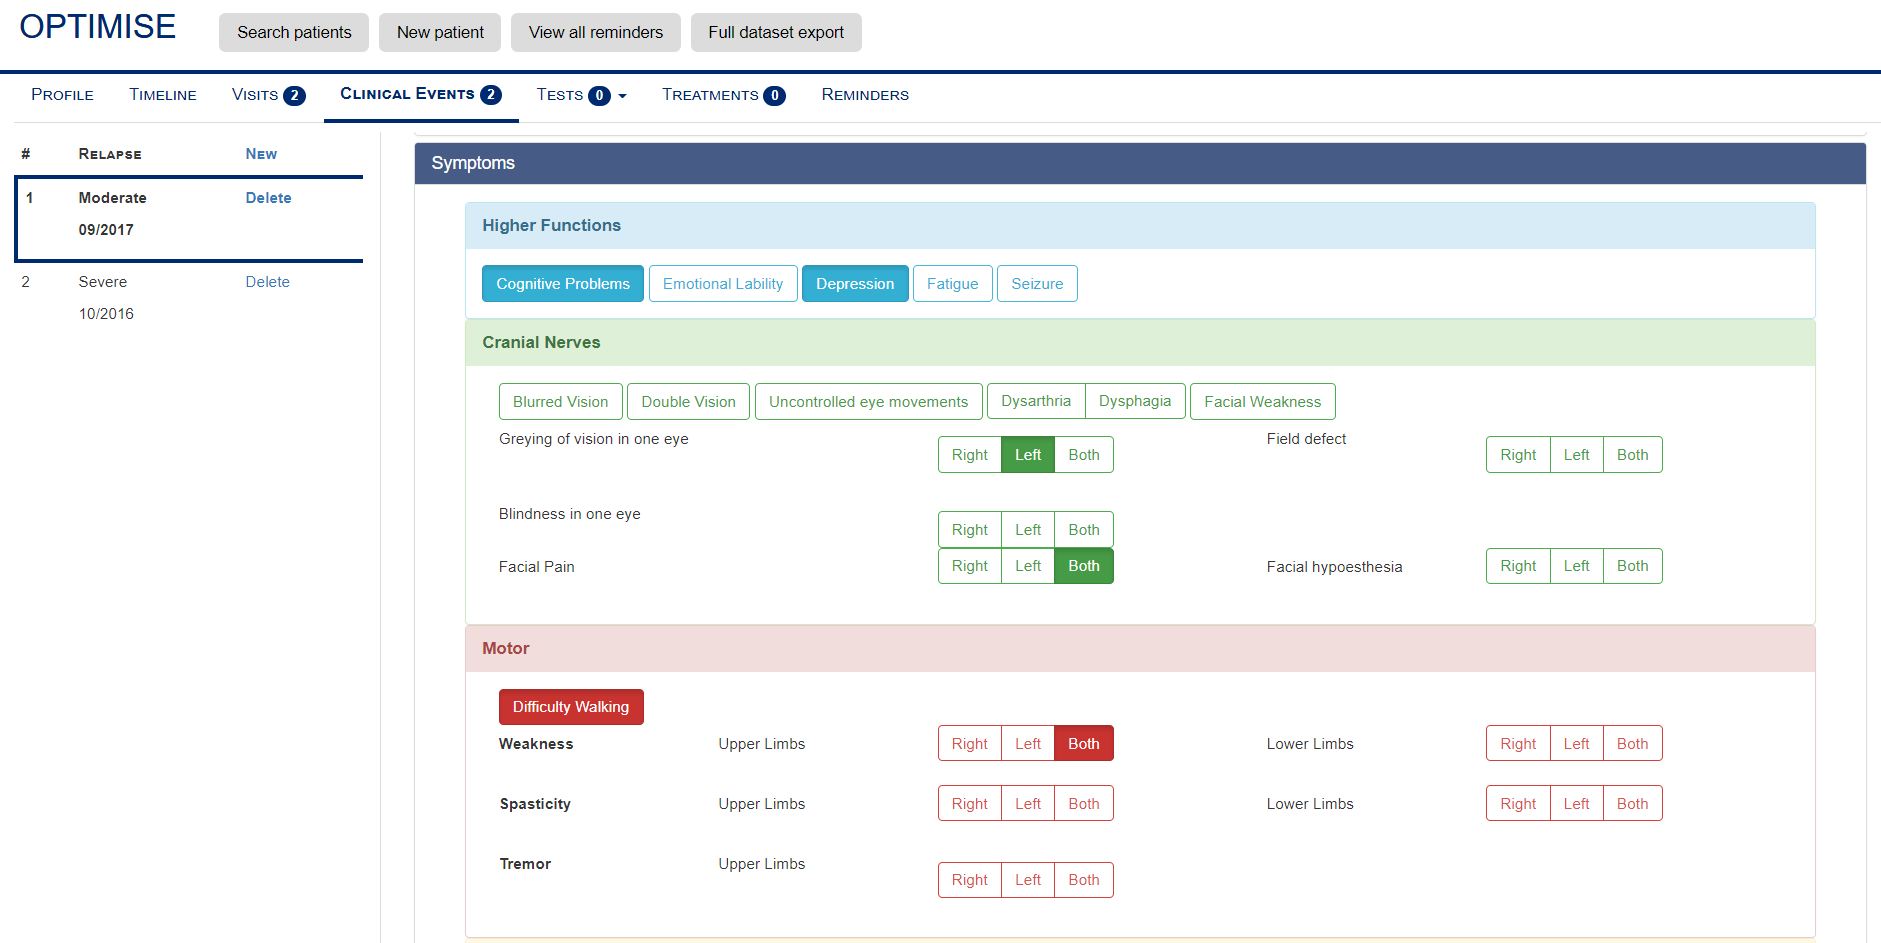 OPTIMISE Search patients New patient View all reminders Full dataset export
PROFILE TIMELINE VISITS 2 CLINICAL EVENTS 2 TESTS 0 TREATMENTS 0 REMINDERS
# RELAPSE NEW
1 Moderate Delete
09/2017
2 Severe Delete
10/2016
Symptoms
Higher Functions
Cognitive Problems Emotional Lability Depression Fatigue Seizure
Cranial Nerves
Blurred Vision Double Vision Uncontrolled eye movements Dysarthria Dysphagia Facial Weakness
Greying of vision in one eye Right Left Both Field defect Right Left Both
Blindness in one eye Right Left Both
Facial Pain Right Left Both Facial hypoesthesia Right Left Both
Motor
Difficulty Walking
Weakness Upper Limbs Right Left Both Lower Limbs Right Left Both
Spasticity Upper Limbs Right Left Both Lower Limbs Right Left Both
Tremor Upper Limbs Right Left Both